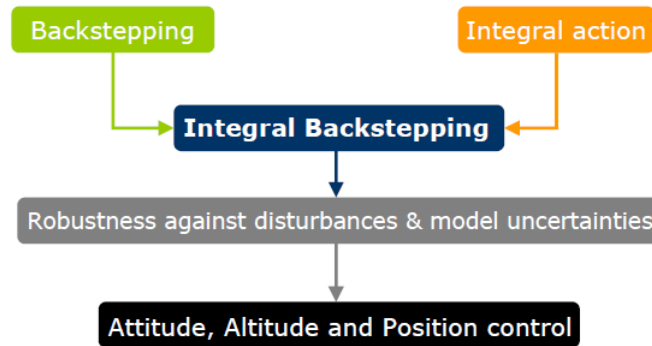 Backstepping
Integral action
Integral Backstepping
Robustness against disturbances & model uncertainties
Attitude, Altitude and Position control